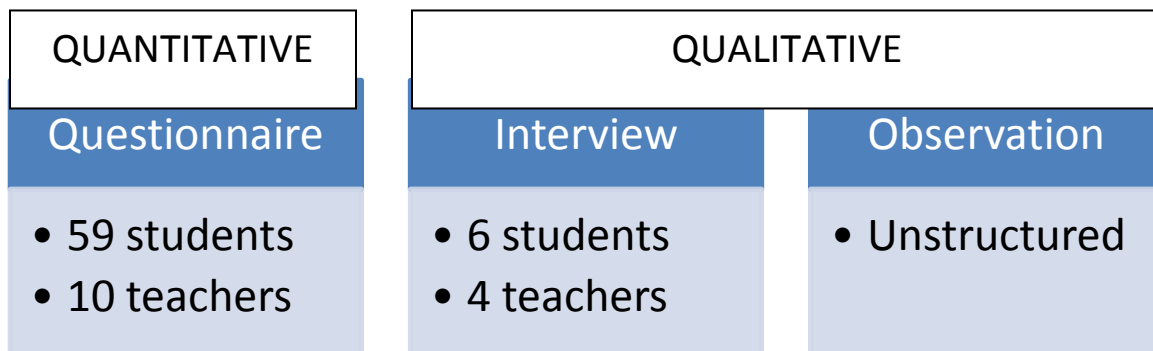 QUANTITATIVE
QUALITATIVE
Questionnaire
• 59 students
• 10 teachers
Interview
• 6 students
• 4 teachers
Observation
• Unstructured